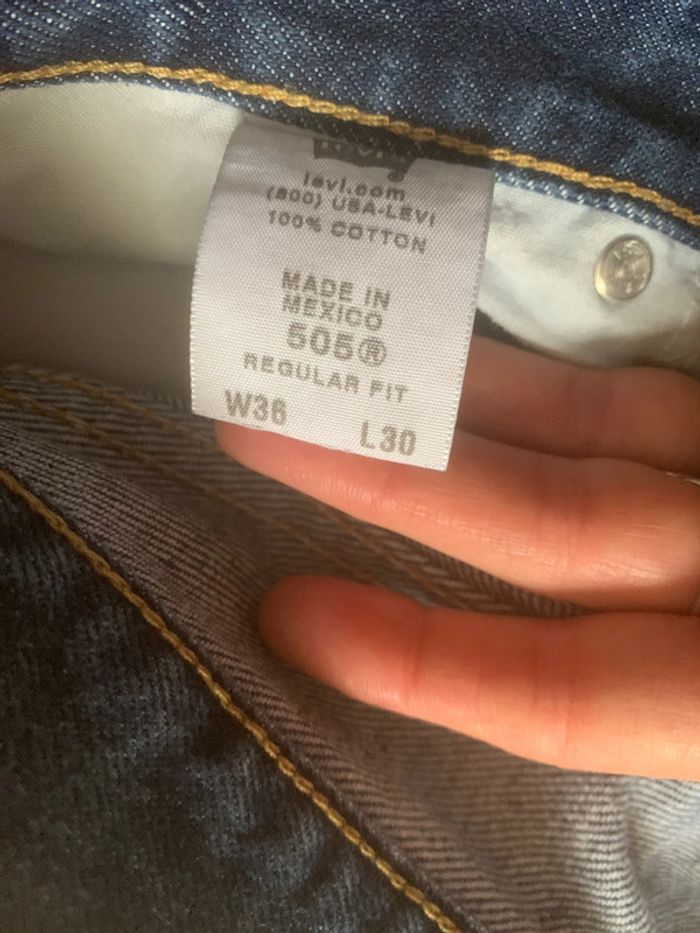 levi.com
(800) USA-LEVI
100% COTTON
MADE IN
MEXICO
505®
REGULAR FIT
W36
L30